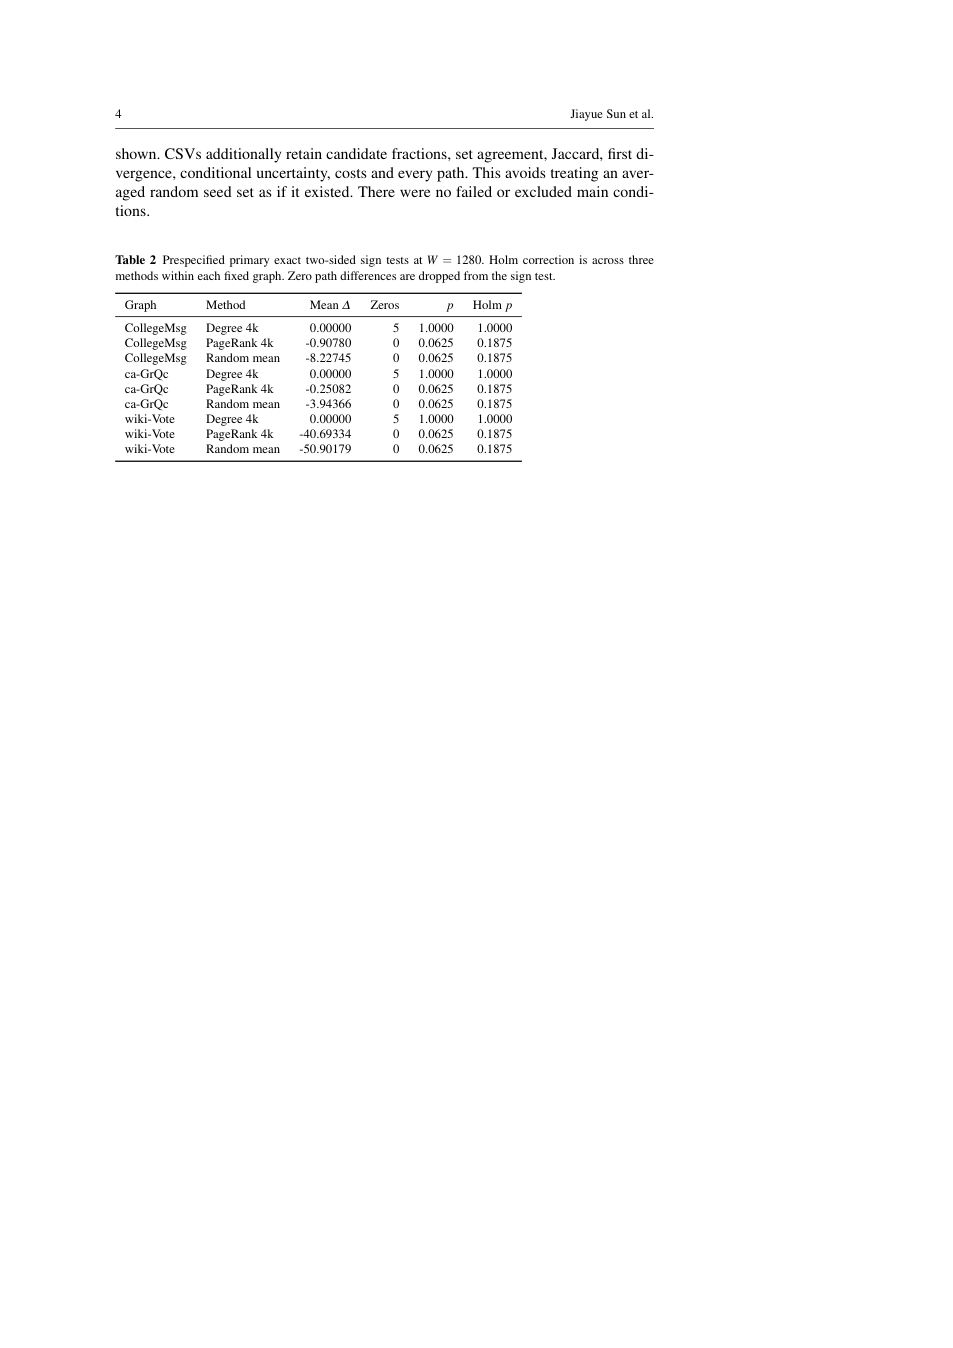 4 Jiayue Sun et al.
shown. CSVs additionally retain candidate fractions, set agreement, Jaccard, first di-
vergence, conditional uncertainty, costs and every path. This avoids treating an aver-
aged random seed set as if it existed. There were no failed or excluded main condi-
tions.
Table 2 Prespecified primary exact two-sided sign tests at W = 1280. Holm correction is across three
methods within each fixed graph. Zero path differences are dropped from the sign test.
Graph Method Mean Δ Zeros p Holm p
CollegeMsg Degree 4k 0.00000 5 1.0000 1.0000
CollegeMsg PageRank 4k -0.90780 0 0.0625 0.1875
CollegeMsg Random mean -8.22745 0 0.0625 0.1875
ca-GrQc Degree 4k 0.00000 5 1.0000 1.0000
ca-GrQc PageRank 4k -0.25082 0 0.0625 0.1875
ca-GrQc Random mean -3.94366 0 0.0625 0.1875
wiki-Vote Degree 4k 0.00000 5 1.0000 1.0000
wiki-Vote PageRank 4k -40.69334 0 0.0625 0.1875
wiki-Vote Random mean -50.90179 0 0.0625 0.1875